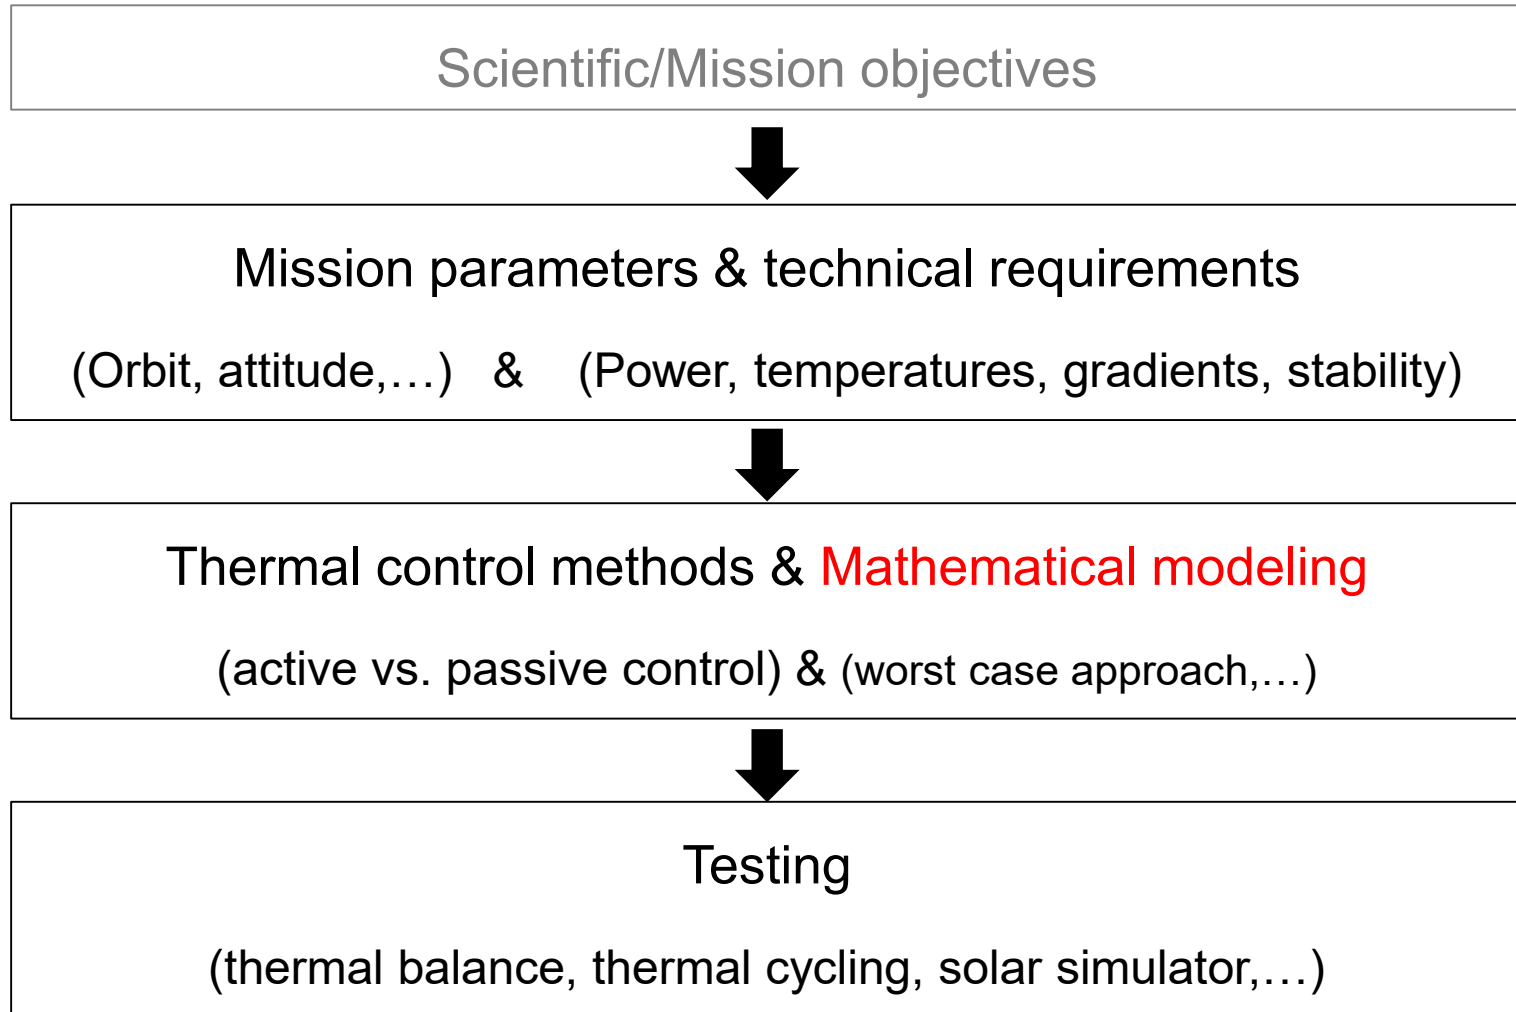 Scientific/Mission objectives
Mission parameters & technical requirements
(Orbit, attitude,…) & (Power, temperatures, gradients, stability)
Thermal control methods & Mathematical modeling
(active vs. passive control) & (worst case approach,…)
Testing
(thermal balance, thermal cycling, solar simulator,…)